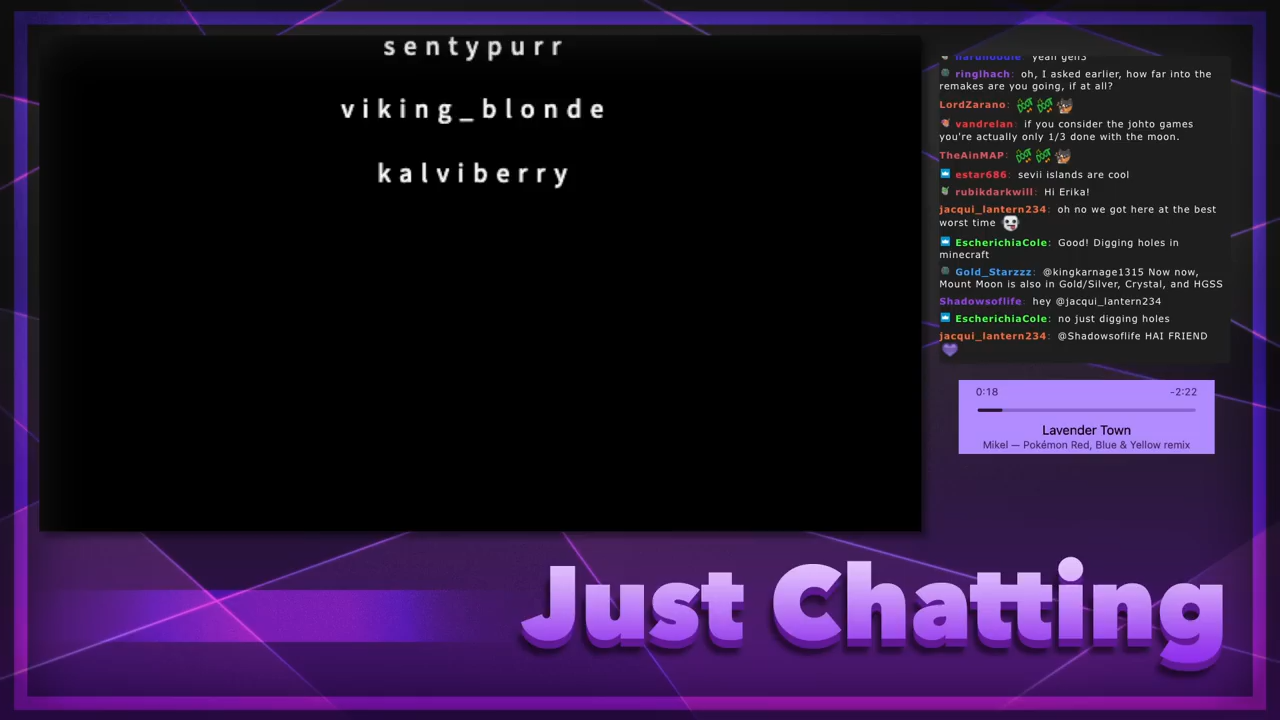 sentypurr
viking_blonde
kalviberry
harunoodle: yeah gen3
ringlhach: oh, I asked earlier, how far into the
remakes are you going, if at all?
LordZarano:
vandrelan: if you consider the johto games
you're actually only 1/3 done with the moon.
TheAinMAP:
estar686: sevii islands are cool
rubikdarkwill: Hi Erika!
jacqui_lantern234: oh no we got here at the best
worst time
EscherichiaCole: Good! Digging holes in
minecraft
Gold_Starzzz: @kingkarnage1315 Now now,
Mount Moon is also in Gold/Silver, Crystal, and HGSS
Shadowsoflife: hey @jacqui_lantern234
EscherichiaCole: no just digging holes
jacqui_lantern234: @Shadowsoflife HAI FRIEND
0:18 -2:22
Lavender Town
Mikel — Pokémon Red, Blue & Yellow remix
Just Chatting